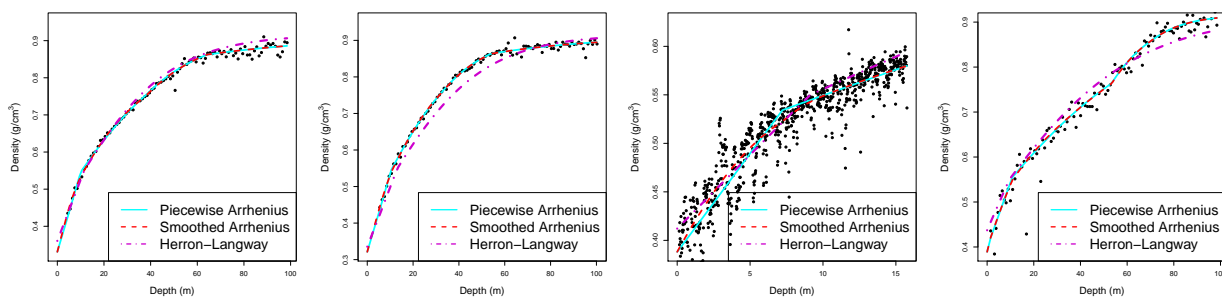 Density (g/cm³)
0.9
0.8
0.7
0.6
0.5
0.4
Piecewise Arrhenius
Smoothed Arrhenius
Herron−Langway
0 20 40 60 80 100
Depth (m)
Density (g/cm³)
0.9
0.8
0.7
0.6
0.5
0.4
0.3
Piecewise Arrhenius
Smoothed Arrhenius
Herron−Langway
0 20 40 60 80 100
Depth (m)
Density (g/cm³)
0.60
0.55
0.50
0.45
0.40
Piecewise Arrhenius
Smoothed Arrhenius
Herron−Langway
0 5 10 15
Depth (m)
Density (g/cm³)
0.9
0.8
0.7
0.6
0.5
0.4
Piecewise Arrhenius
Smoothed Arrhenius
Herron−Langway
0 20 40 60 80 100
Depth (m)